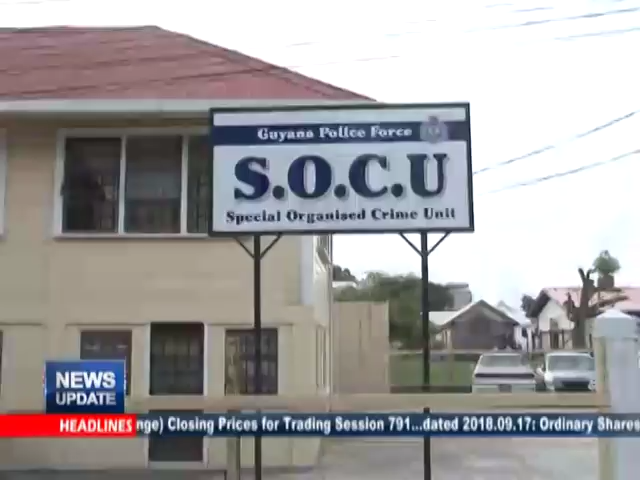 Guyana Police Force
S.O.C.U
Special Organised Crime Unit
NEWS
UPDATE
HEADLINES
nge) Closing Prices for Trading Session 791...dated 2018.09.17: Ordinary Shares